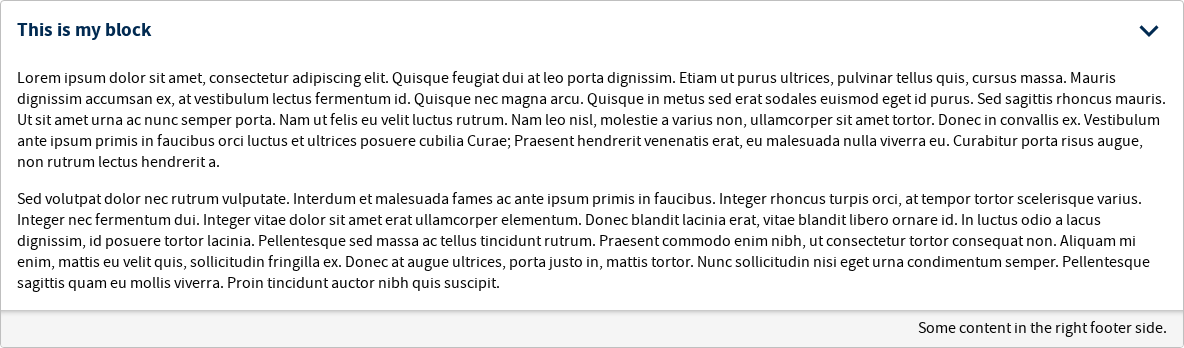 This is my block
Lorem ipsum dolor sit amet, consectetur adipiscing elit. Quisque feugiat dui at leo porta dignissim. Etiam ut purus ultrices, pulvinar tellus quis, cursus massa. Mauris
dignissim accumsan ex, at vestibulum lectus fermentum id. Quisque nec magna arcu. Quisque in metus sed erat sodales euismod eget id purus. Sed sagittis rhoncus mauris.
Ut sit amet urna ac nunc semper porta. Nam ut felis eu velit luctus rutrum. Nam leo nisl, molestie a varius non, ullamcorper sit amet tortor. Donec in convallis ex. Vestibulum
ante ipsum primis in faucibus orci luctus et ultrices posuere cubilia Curae; Praesent hendrerit venenatis erat, eu malesuada nulla viverra eu. Curabitur porta risus augue,
non rutrum lectus hendrerit a.
Sed volutpat dolor nec rutrum vulputate. Interdum et malesuada fames ac ante ipsum primis in faucibus. Integer rhoncus turpis orci, at tempor tortor scelerisque varius.
Integer nec fermentum dui. Integer vitae dolor sit amet erat ullamcorper elementum. Donec blandit lacinia erat, vitae blandit libero ornare id. In luctus odio a lacus
dignissim, id posuere tortor lacinia. Pellentesque sed massa ac tellus tincidunt rutrum. Praesent commodo enim nibh, ut consectetur tortor consequat non. Aliquam mi
enim, mattis eu velit quis, sollicitudin fringilla ex. Donec at augue ultrices, porta justo in, mattis tortor. Nunc sollicitudin nisi eget urna condimentum semper. Pellentesque
sagittis quam eu mollis viverra. Proin tincidunt auctor nibh quis suscipit.
Some content in the right footer side.